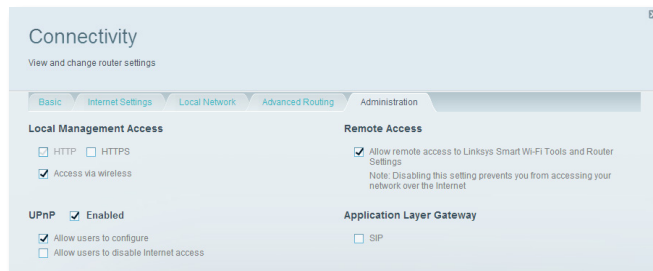 Connectivity
View and change router settings
Basic Internet Settings Local Network Advanced Routing Administration
Local Management Access
HTTP HTTPS
Access via wireless
Remote Access
Allow remote access to Linksys Smart Wi-Fi Tools and Router
Settings
Note: Disabling this setting prevents you from accessing your
network over the Internet
UPnP Enabled
Allow users to configure
Allow users to disable Internet access
Application Layer Gateway
SIP